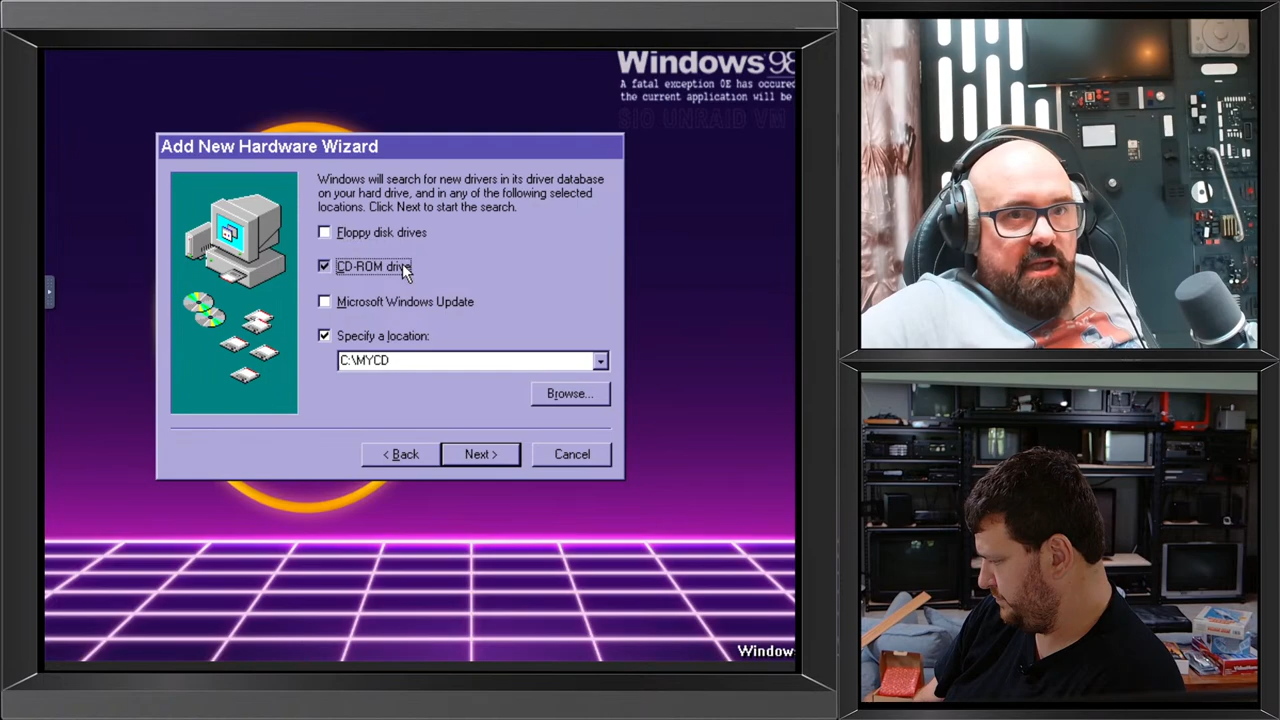 Windows 98
A fatal exception 0E has occured
the current application will be
SIO UNRAID VM
Add New Hardware Wizard
Windows will search for new drivers in its driver database
on your hard drive, and in any of the following selected
locations. Click Next to start the search.
Floppy disk drives
CD-ROM drive
Microsoft Windows Update
Specify a location:
C:\MYCD
Browse...
< Back
Next >
Cancel
Window